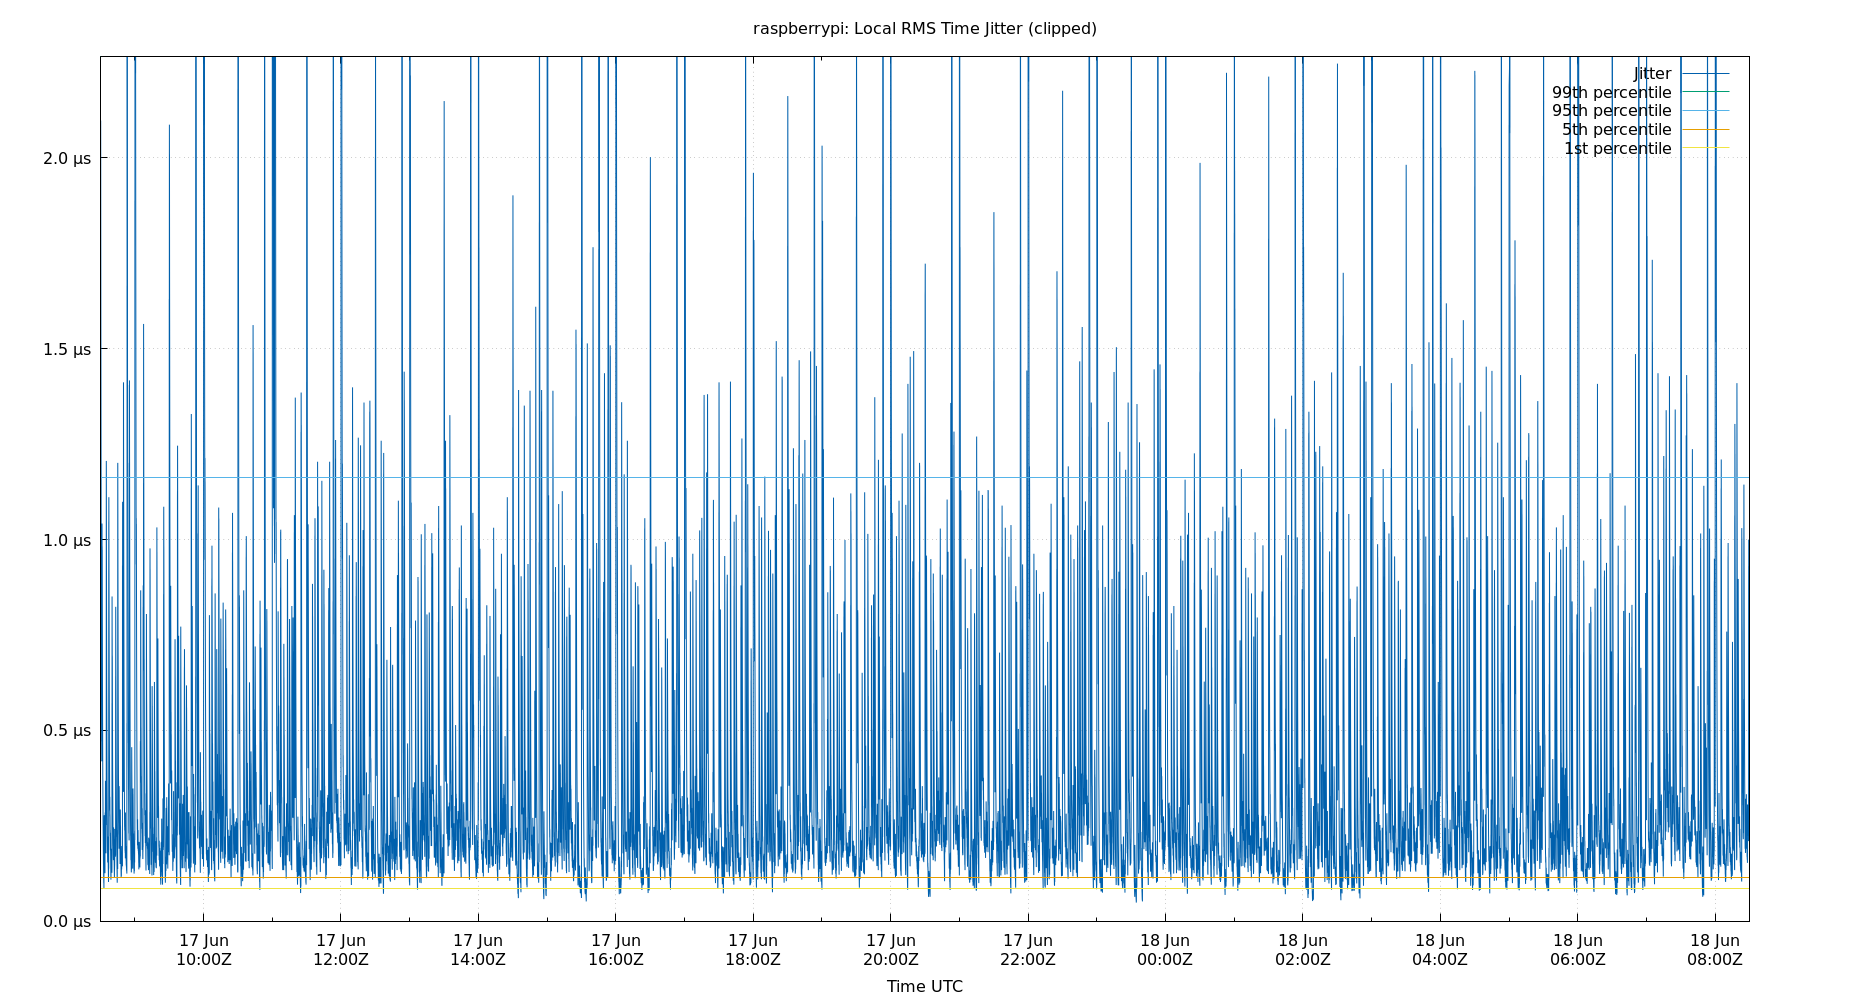 raspberrypi: Local RMS Time Jitter (clipped)
Jitter
99th percentile
95th percentile
5th percentile
1st percentile
2.0 µs
1.5 µs
1.0 µs
0.5 µs
0.0 µs
17 Jun 17 Jun 17 Jun 17 Jun 17 Jun 17 Jun 17 Jun 18 Jun 18 Jun 18 Jun 18 Jun 18 Jun
10:00Z 12:00Z 14:00Z 16:00Z 18:00Z 20:00Z 22:00Z 00:00Z 02:00Z 04:00Z 06:00Z 08:00Z
Time UTC